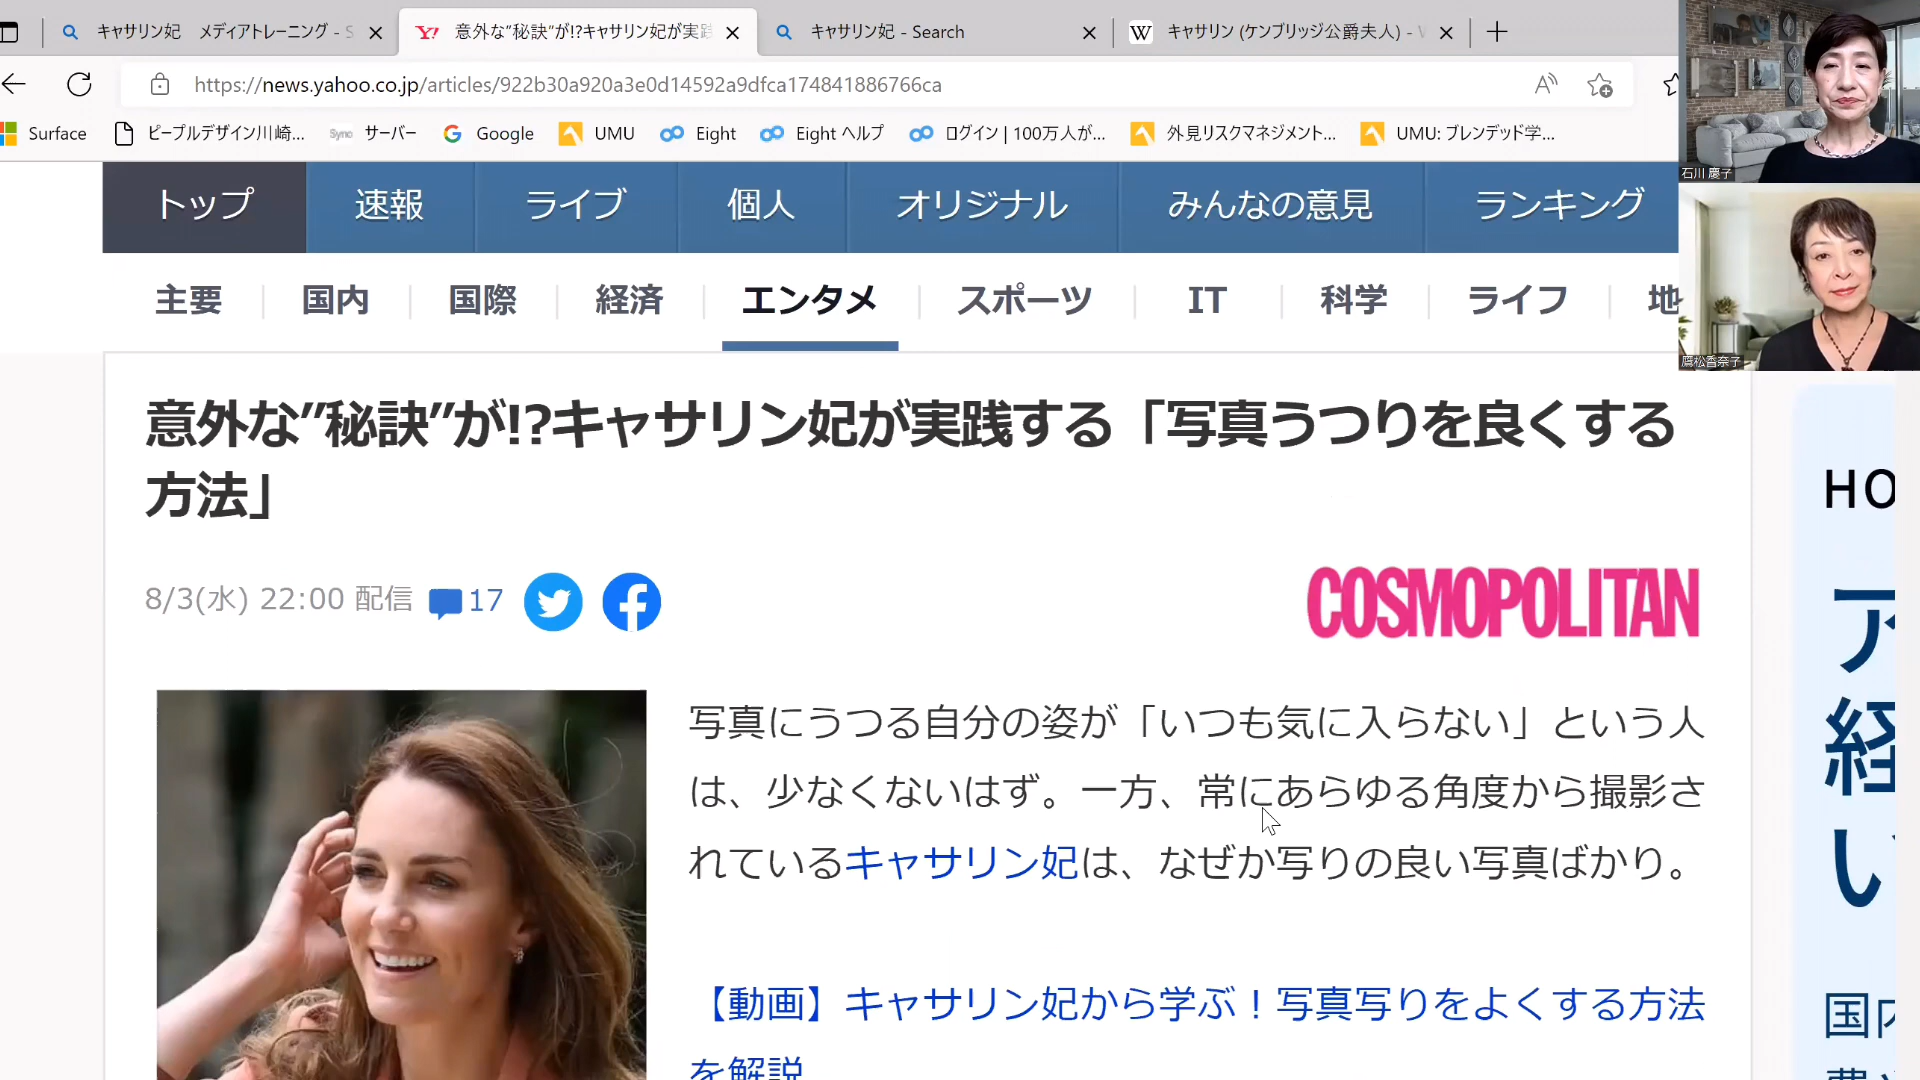 キャサリン妃　メディアトレーニング - S
意外な"秘訣"が!?キャサリン妃が実践
キャサリン妃 - Search
キャサリン (ケンブリッジ公爵夫人) -
https://news.yahoo.co.jp/articles/922b30a920a3e0d14592a9dfca174841886766ca
Surface
ピープルデザイン川崎...
Sync
サーバー
Google
UMU
Eight
Eight ヘルプ
ログイン | 100万人が...
外見リスクマネジメント...
UMU: ブレンデッド学...
石川 慶子
鷹松香奈子
トップ
速報
ライブ
個人
オリジナル
みんなの意見
ランキング
主要
国内
国際
経済
エンタメ
スポーツ
IT
科学
ライフ
地
意外な”秘訣”が!?キャサリン妃が実践する「写真うつりを良くする
方法」
8/3(水) 22:00 配信
17
COSMOPOLITAN
写真にうつる自分の姿が「いつも気に入らない」という人
は、少なくないはず。一方、常にあらゆる角度から撮影さ
れているキャサリン妃は、なぜか写りの良い写真ばかり。
【動画】キャサリン妃から学ぶ！写真写りをよくする方法
を解説
HO
ア
経
い
国内